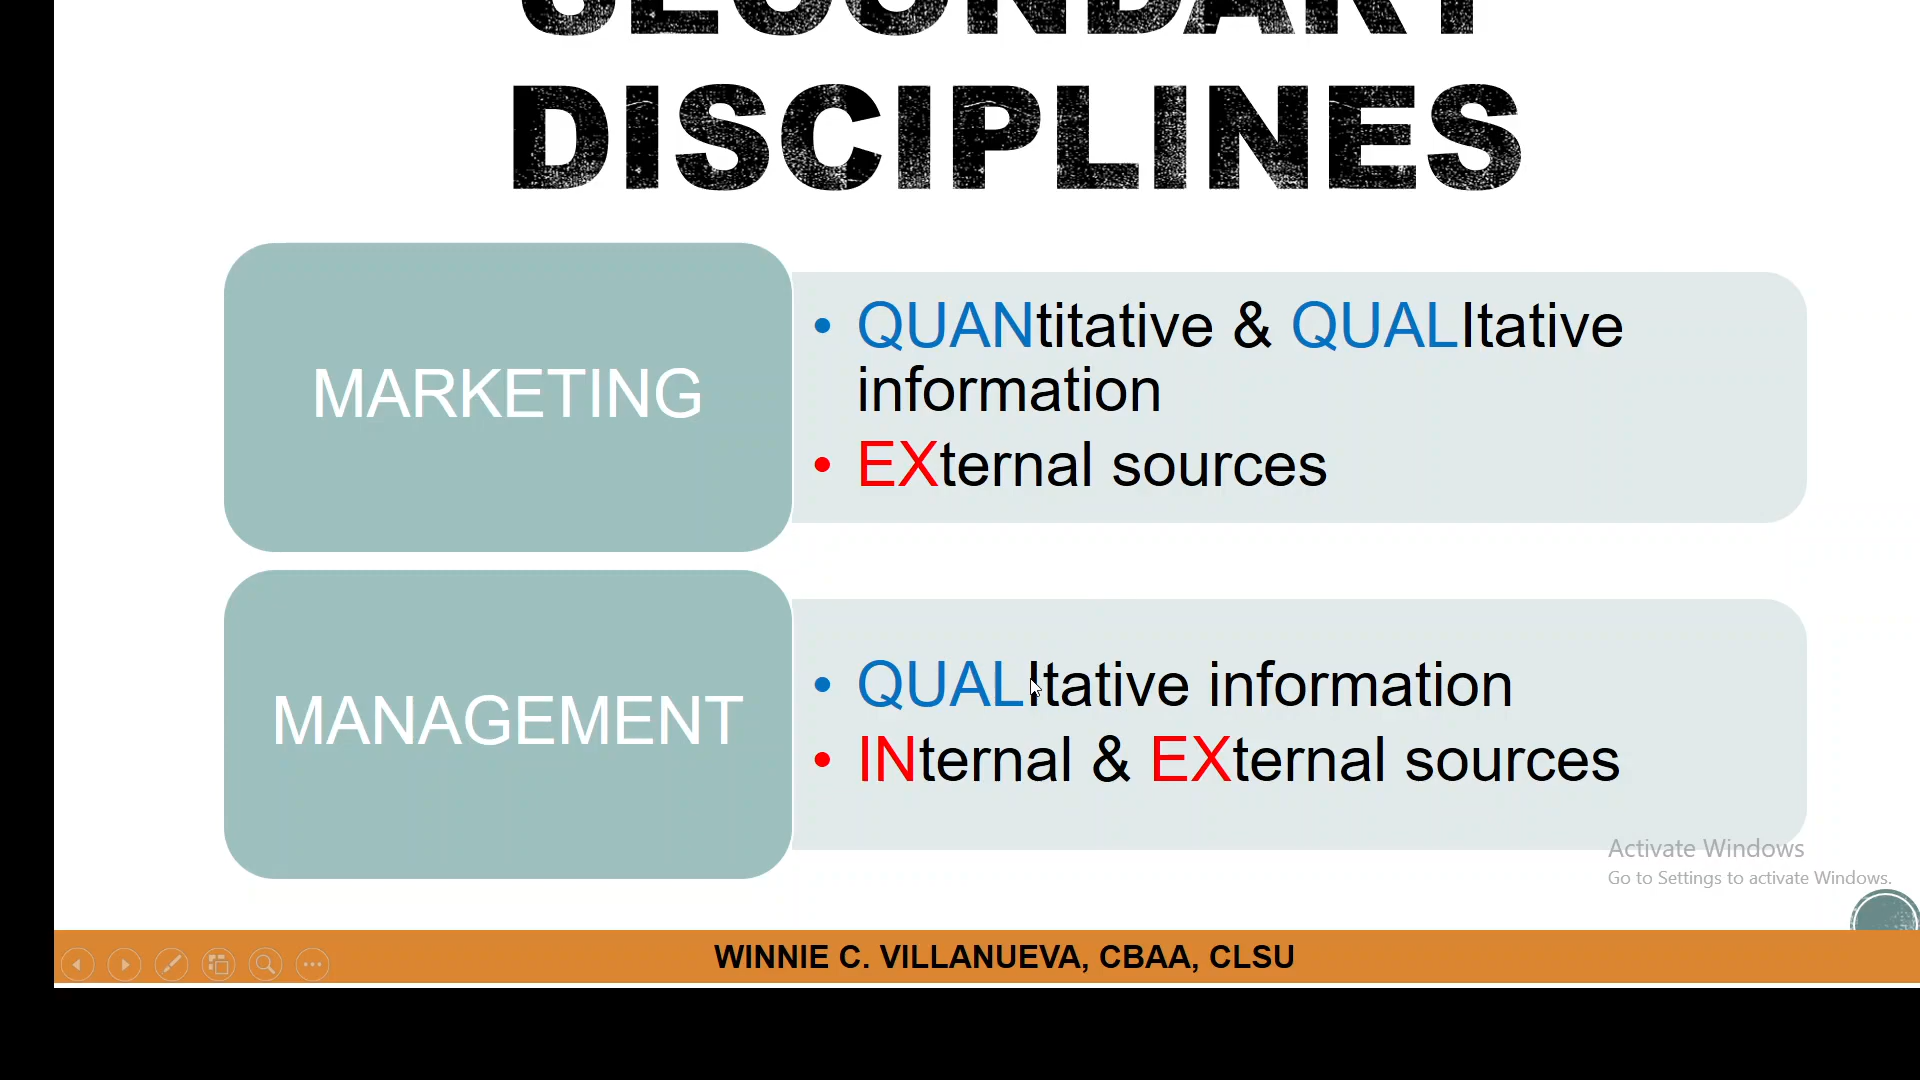 SECONDARY
DISCIPLINES
MARKETING
• QUANtitative & QUALItative
information
• EXternal sources
MANAGEMENT
• QUALItative information
• INternal & EXternal sources
Activate Windows
Go to Settings to activate Windows.
WINNIE C. VILLANUEVA, CBAA, CLSU